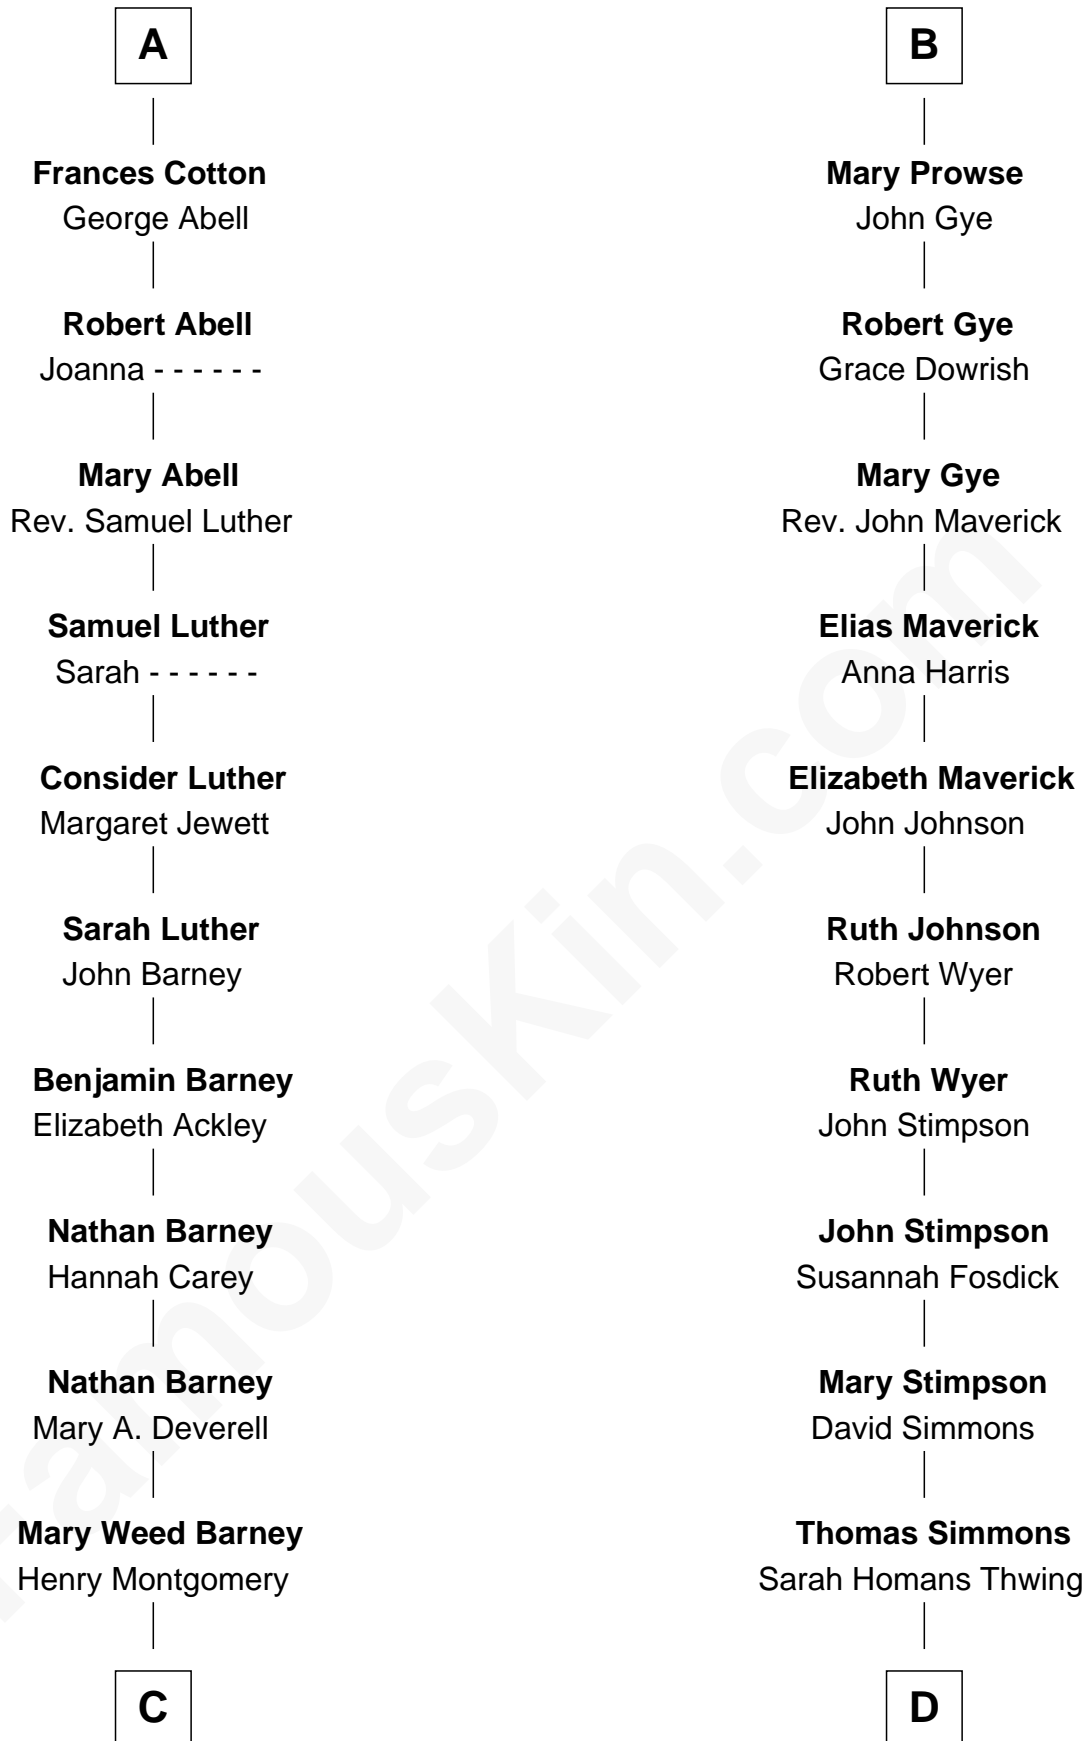 A
Frances Cotton
George Abell
Robert Abell
Joanna - - - - - -
Mary Abell
Rev. Samuel Luther
Samuel Luther
Sarah - - - - - -
Consider Luther
Margaret Jewett
Sarah Luther
John Barney
Benjamin Barney
Elizabeth Ackley
Nathan Barney
Hannah Carey
Nathan Barney
Mary A. Deverell
Mary Weed Barney
Henry Montgomery
C
B
Mary Prowse
John Gye
Robert Gye
Grace Dowrish
Mary Gye
Rev. John Maverick
Elias Maverick
Anna Harris
Elizabeth Maverick
John Johnson
Ruth Johnson
Robert Wyer
Ruth Wyer
John Stimpson
John Stimpson
Susannah Fosdick
Mary Stimpson
David Simmons
Thomas Simmons
Sarah Homans Thwing
D
FamousKin.com